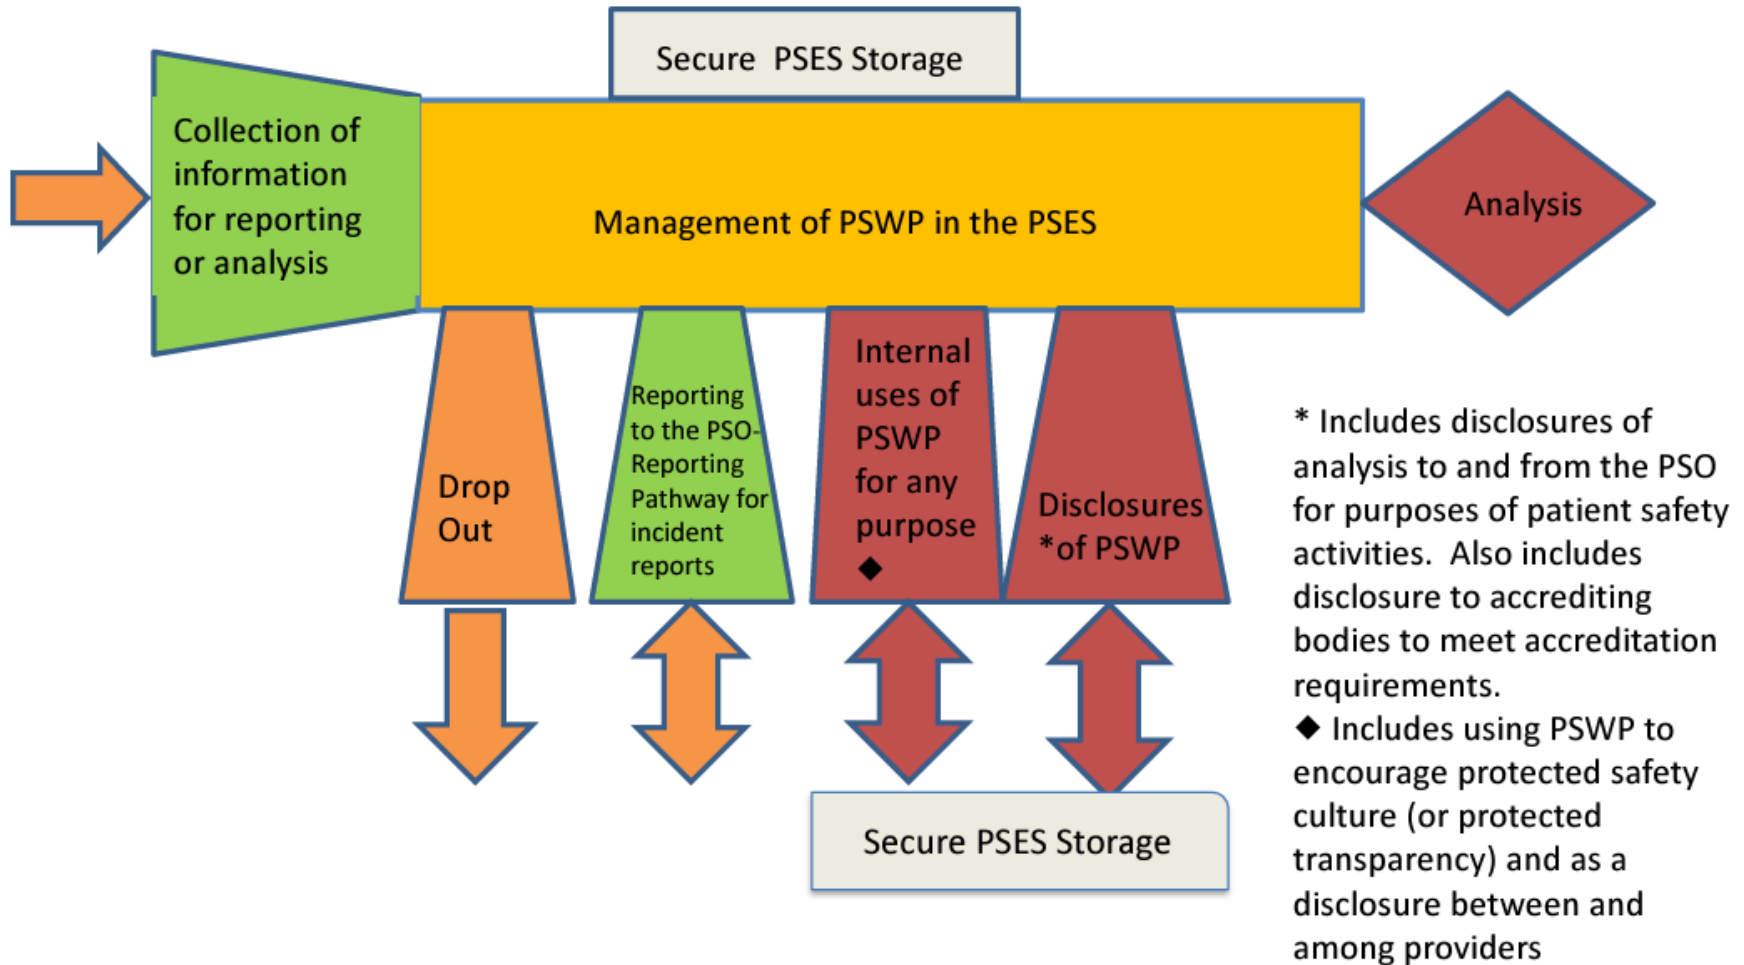 Secure  PSES Storage
Collection of
information
for reporting
or analysis
Management of PSWP in the PSES
Analysis
Drop
Out
Reporting
to the PSO-
Reporting
Pathway for
incident
reports
Internal
uses of
PSWP
for any
purpose
◆
Disclosures
*of PSWP
Secure PSES Storage
* Includes disclosures of
analysis to and from the PSO
for purposes of patient safety
activities.  Also includes
disclosure to accrediting
bodies to meet accreditation
requirements.
◆ Includes using PSWP to
encourage protected safety
culture (or protected
transparency) and as a
disclosure between and
among providers